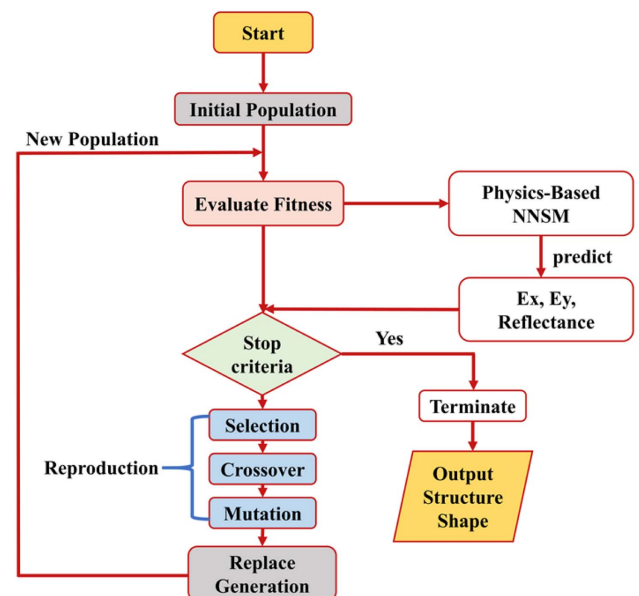 Start
Initial Population
New Population
Evaluate Fitness
Physics-Based
NNSM
predict
Ex, Ey,
Reflectance
Stop
criteria
Yes
Terminate
Selection
Reproduction
Crossover
Mutation
Output
Structure
Shape
Replace
Generation